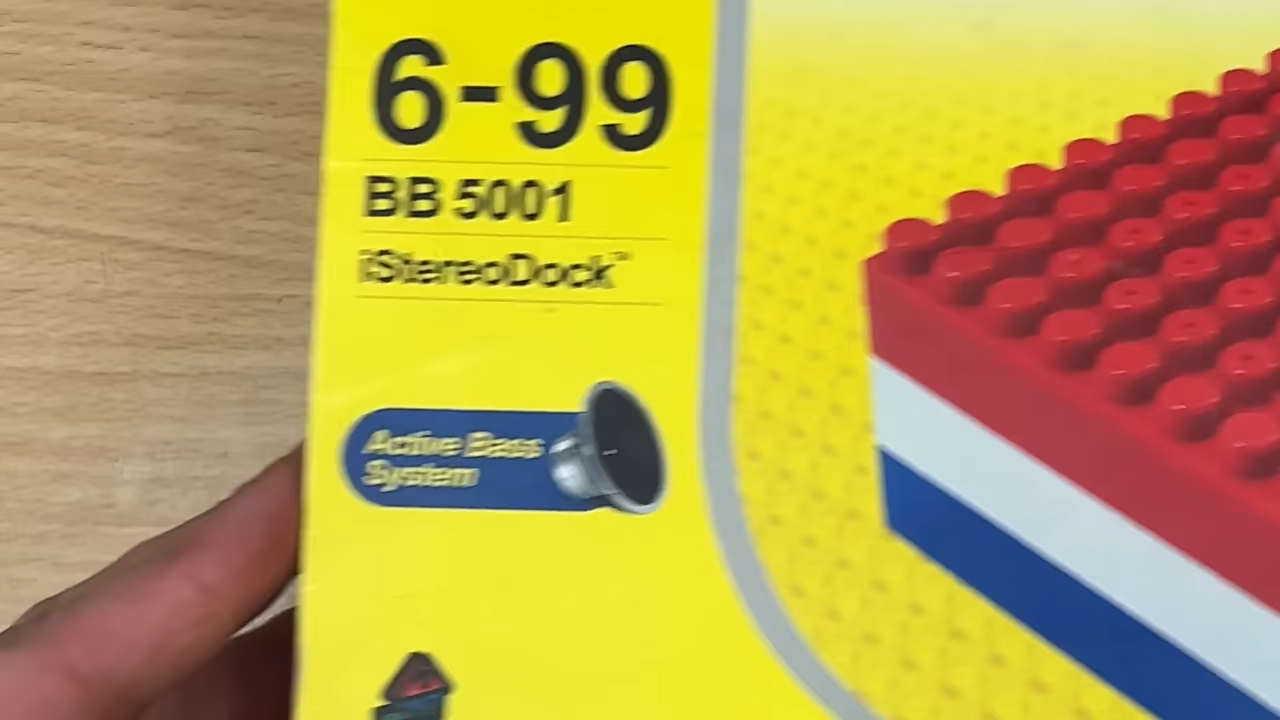 6-99
BB 5001
iStereoDock™
Active Bass
System